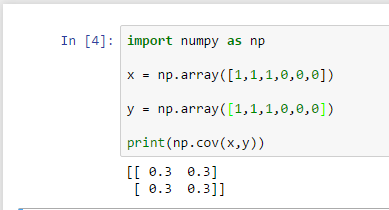 In [4]: import numpy as np
x = np.array([1,1,1,0,0,0])
y = np.array([1,1,1,0,0,0])
print(np.cov(x,y))
[[ 0.3  0.3]
 [ 0.3  0.3]]